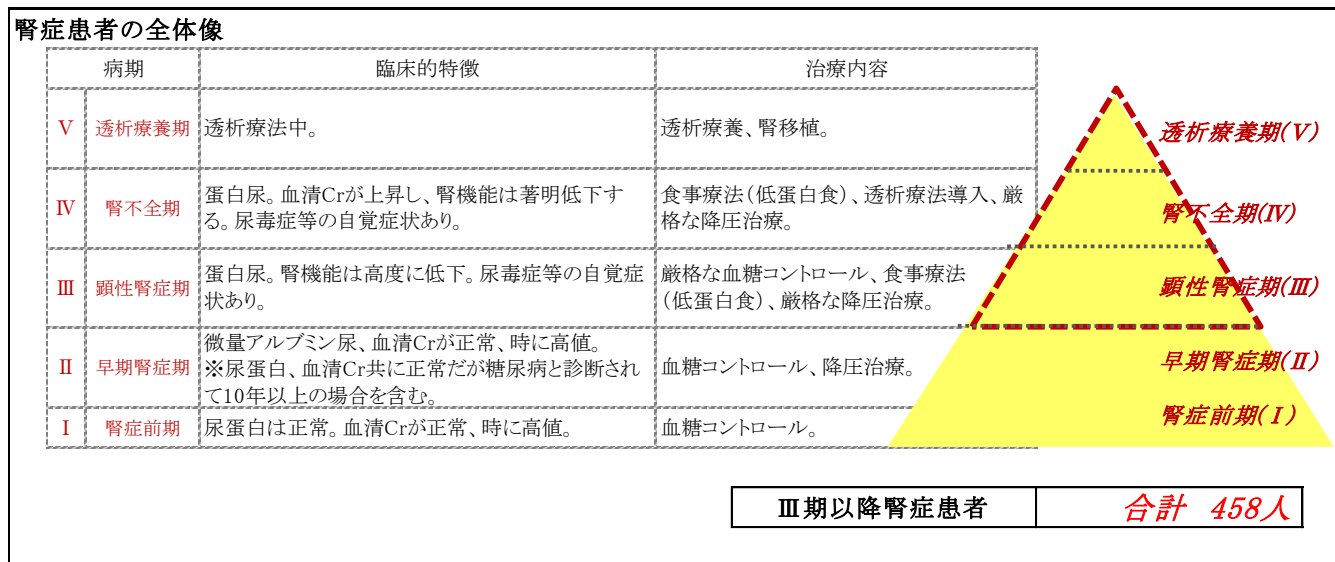 腎症患者の全体像
病期 臨床的特徴 治療内容
Ⅴ 透析療養期 透析療法中。 透析療養、腎移植。
Ⅳ 腎不全期 蛋白尿。血清Crが上昇し、腎機能は著明低下す
る。尿毒症等の自覚症状あり。
食事療法(低蛋白食)、透析療法導入、厳
格な降圧治療。
Ⅲ 顕性腎症期 蛋白尿。腎機能は高度に低下。尿毒症等の自覚症
状あり。
厳格な血糖コントロール、食事療法
(低蛋白食)、厳格な降圧治療。
Ⅱ 早期腎症期 微量アルブミン尿、血清Crが正常、時に高値。
※尿蛋白、血清Cr共に正常だが糖尿病と診断され
て10年以上の場合を含む。
血糖コントロール、降圧治療。
Ⅰ 腎症前期 尿蛋白は正常。血清Crが正常、時に高値。 血糖コントロール。
透析療養期(Ⅴ)
腎不全期(Ⅳ)
顕性腎症期(Ⅲ)
早期腎症期(Ⅱ)
腎症前期(Ⅰ)
Ⅲ期以降腎症患者 合計 458人